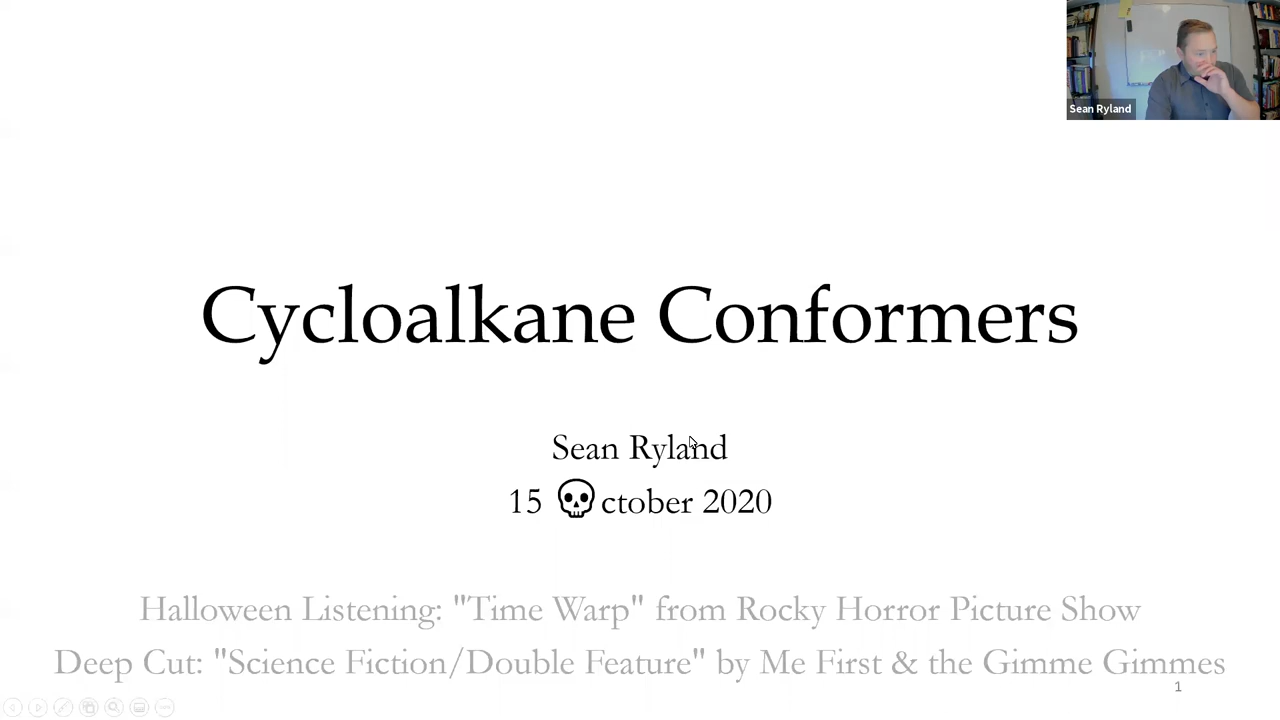 Sean Ryland
Cycloalkane Conformers
Sean Ryland
15 💀ctober 2020
Halloween Listening: "Time Warp" from Rocky Horror Picture Show
Deep Cut: "Science Fiction/Double Feature" by Me First & the Gimme Gimmes
1